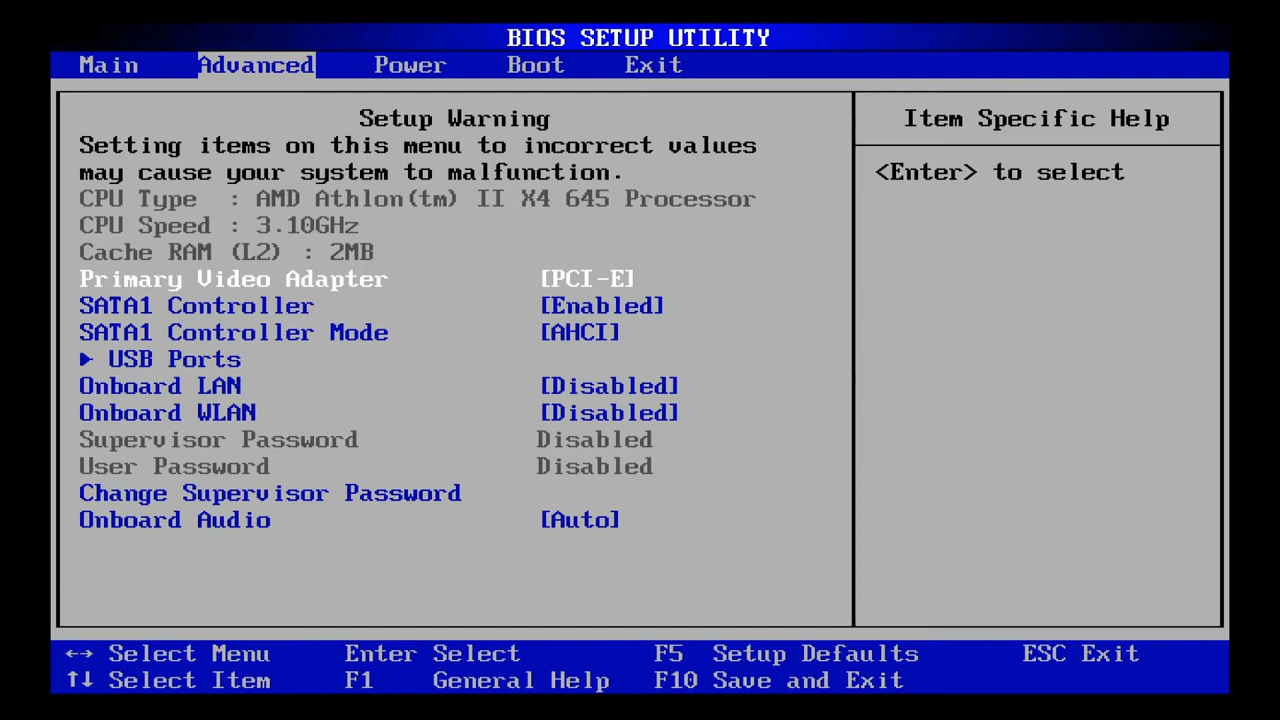 BIOS SETUP UTILITY
Main Advanced Power Boot Exit
Setup Warning
Setting items on this menu to incorrect values
may cause your system to malfunction.
CPU Type : AMD Athlon(tm) II X4 645 Processor
CPU Speed : 3.10GHz
Cache RAM (L2) : 2MB
Primary Video Adapter [PCI-E]
SATA1 Controller [Enabled]
SATA1 Controller Mode [AHCI]
▶ USB Ports
Onboard LAN [Disabled]
Onboard WLAN [Disabled]
Supervisor Password Disabled
User Password Disabled
Change Supervisor Password
Onboard Audio [Auto]
Item Specific Help
<Enter> to select
↔ Select Menu Enter Select F5 Setup Defaults ESC Exit
↑↓ Select Item F1 General Help F10 Save and Exit